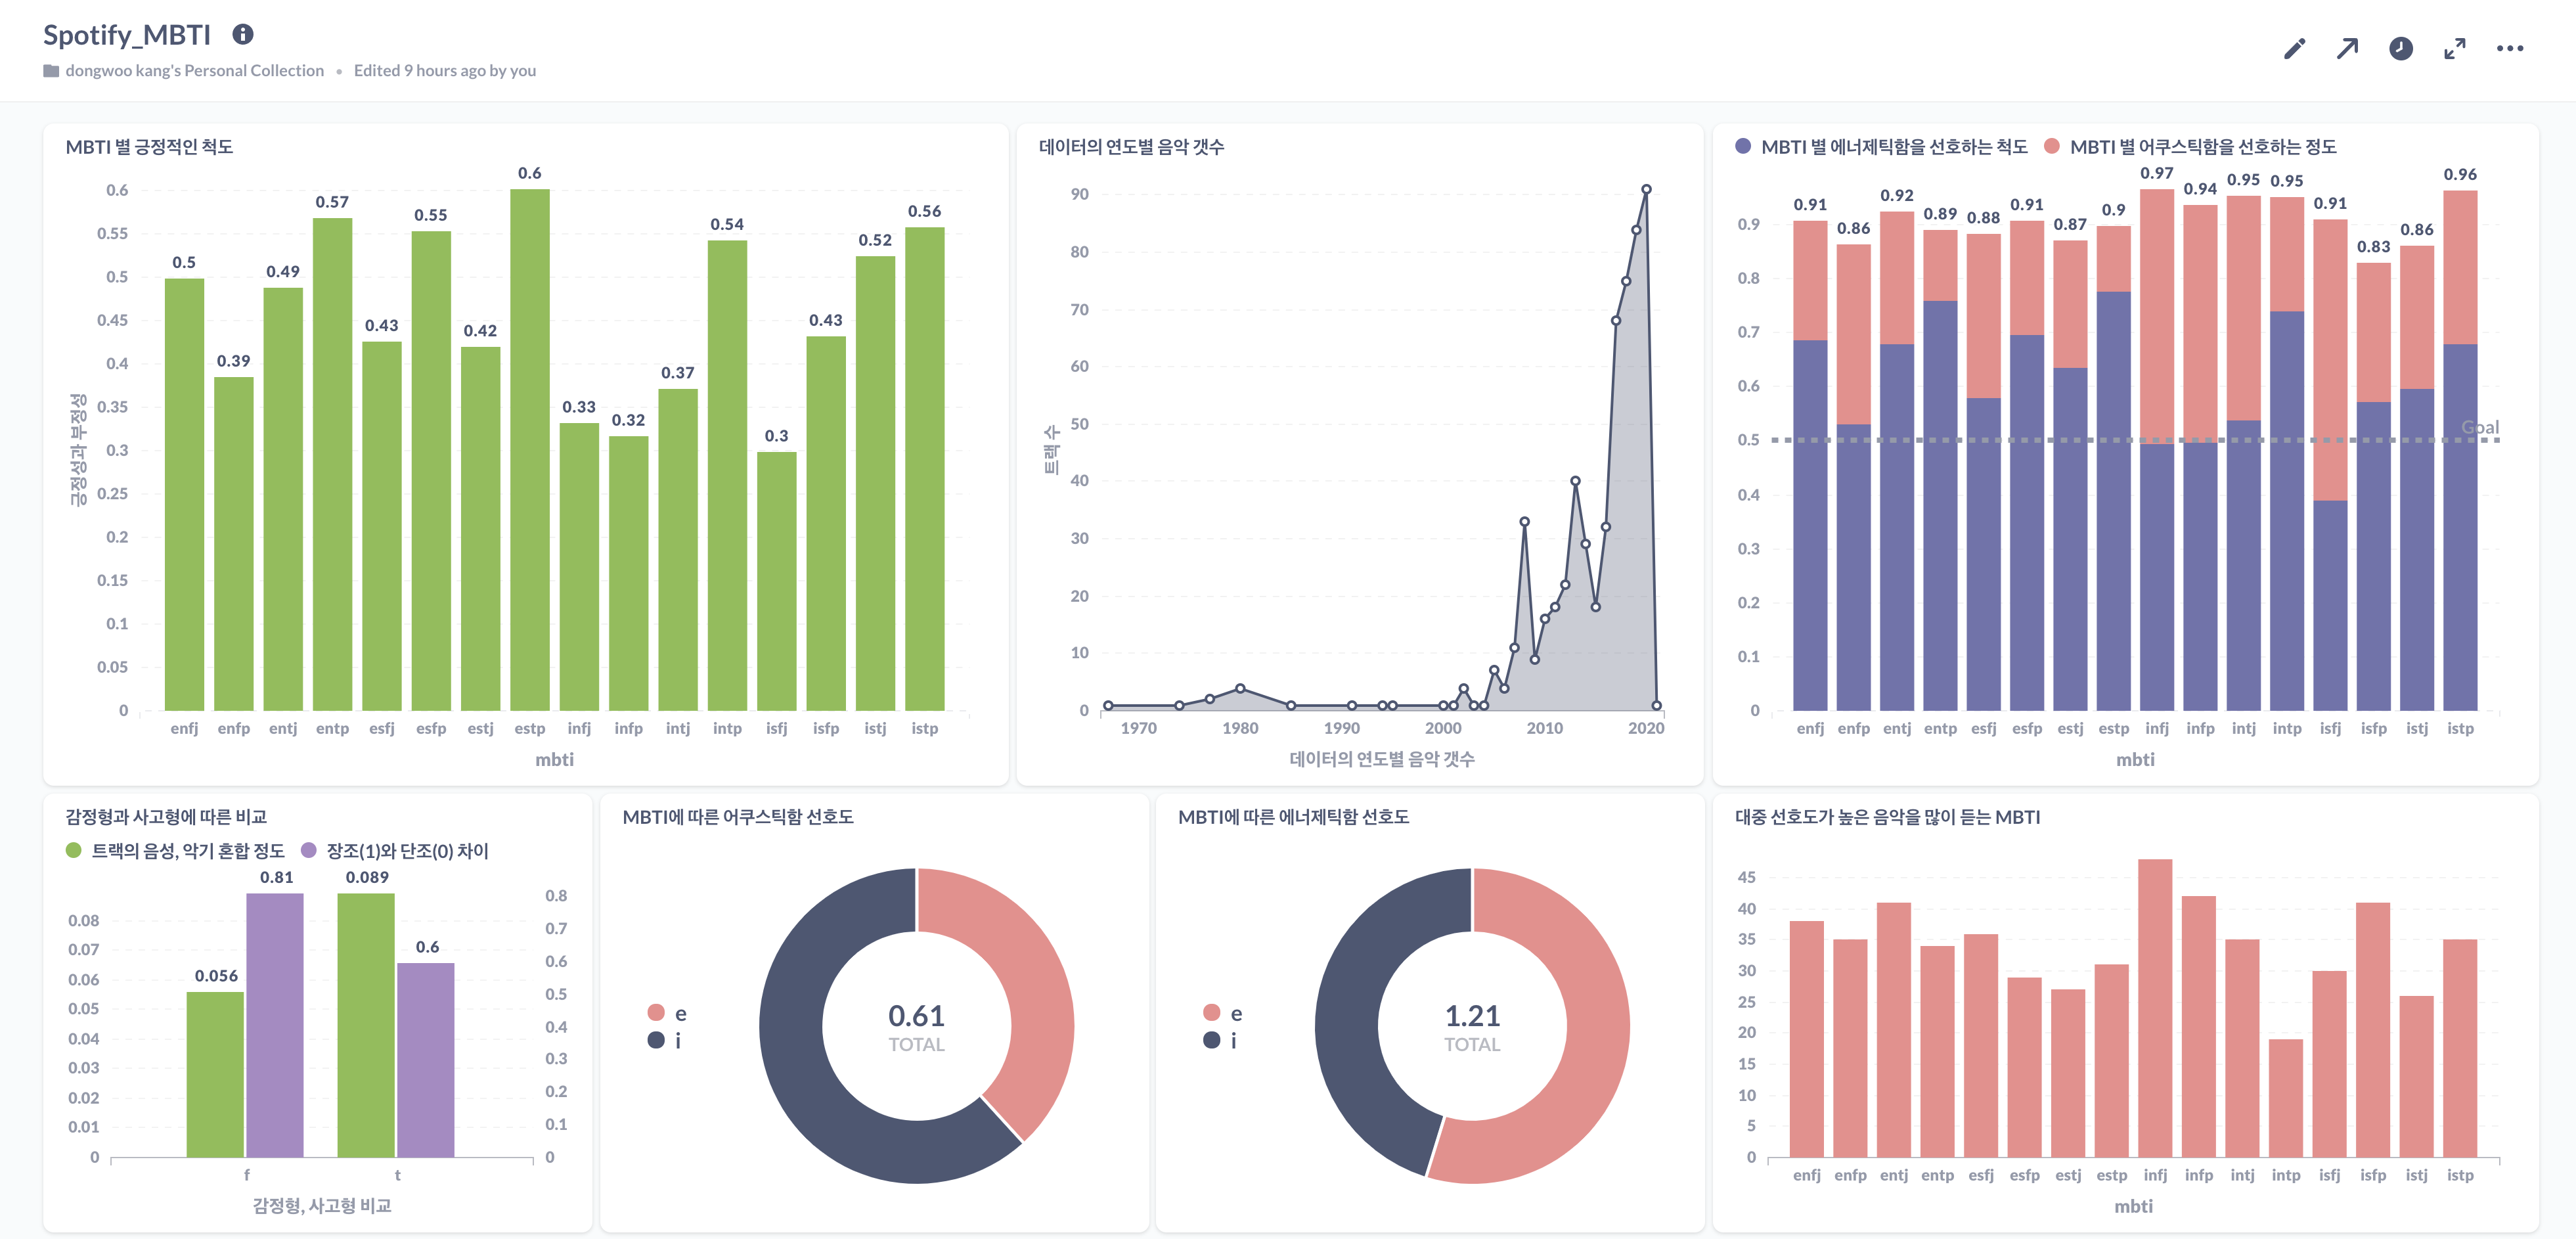 Spotify_MBTI
dongwoo kang's Personal Collection • Edited 9 hours ago by you
MBTI 별 긍정적인 척도
긍정성과 부정성
0.6
0.55
0.5
0.45
0.4
0.35
0.3
0.25
0.2
0.15
0.1
0.05
0
0.5 0.39 0.49 0.57 0.43 0.55 0.42 0.6 0.33 0.32 0.37 0.54 0.3 0.43 0.52 0.56
enfj enfp entj entp esfj esfp estj estp infj infp intj intp isfj isfp istj istp
mbti
데이터의 연도별 음악 갯수
트랙 수
90
80
70
60
50
40
30
20
10
0
1970 1980 1990 2000 2010 2020
데이터의 연도별 음악 갯수
MBTI 별 에너제틱함을 선호하는 척도 MBTI 별 어쿠스틱함을 선호하는 정도
0.9
0.8
0.7
0.6
0.5
0.4
0.3
0.2
0.1
0
0.91 0.86 0.92 0.89 0.88 0.91 0.87 0.9 0.97 0.94 0.95 0.95 0.91 0.83 0.86 0.96
Goal
enfj enfp entj entp esfj esfp estj estp infj infp intj intp isfj isfp istj istp
mbti
감정형과 사고형에 따른 비교
트랙의 음성, 악기 혼합 정도 장조(1)와 단조(0) 차이
0.08
0.07
0.06
0.05
0.04
0.03
0.02
0.01
0
0.056 0.81 0.089 0.6
0.8
0.7
0.6
0.5
0.4
0.3
0.2
0.1
0
f t
감정형, 사고형 비교
MBTI에 따른 어쿠스틱함 선호도
e
i
0.61
TOTAL
MBTI에 따른 에너제틱함 선호도
e
i
1.21
TOTAL
대중 선호도가 높은 음악을 많이 듣는 MBTI
45
40
35
30
25
20
15
10
5
0
enfj enfp entj entp esfj esfp estj estp infj infp intj intp isfj isfp istj istp
mbti